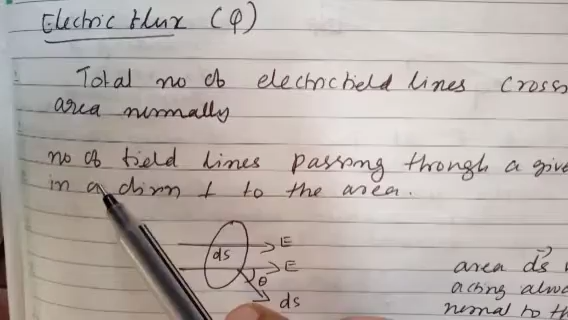 Electric flux (φ)
Total no of electric field lines cross
area normally
no of field lines passing through a give
in a dirn ⊥ to the area.
ds
E
E
θ
ds
area ds
acting alwa
normal to th